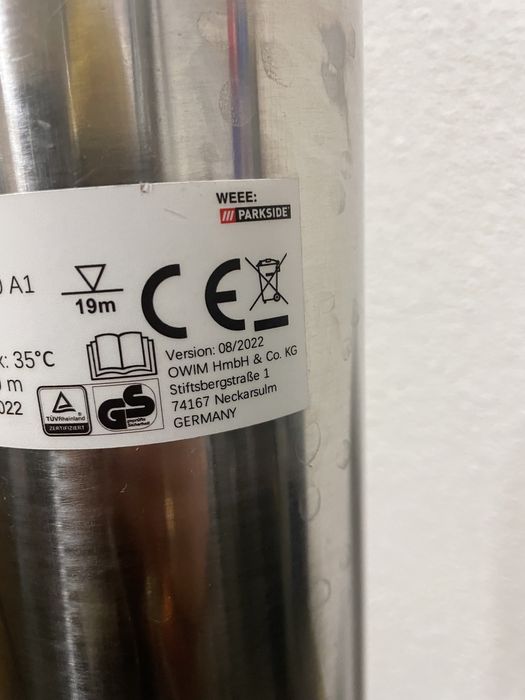 WEEE:
/// PARKSIDE®
A1
19m
CE
35°C
m
Version: 08/2022
OWIM GmbH & Co. KG
Stiftsbergstraße 1
74167 Neckarsulm
GERMANY
022
TÜVRheinland
ZERTIFIZIERT
GS